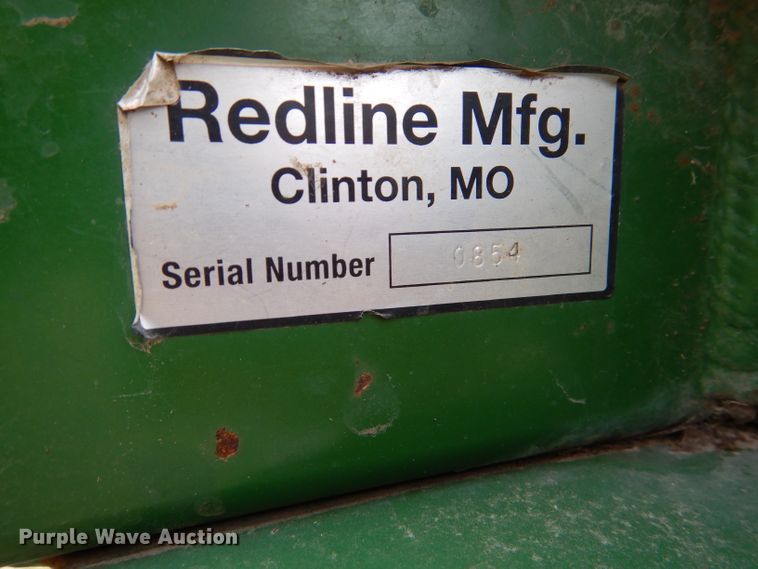 Redline Mfg.
Clinton, MO
Serial Number 0854
Purple Wave Auction